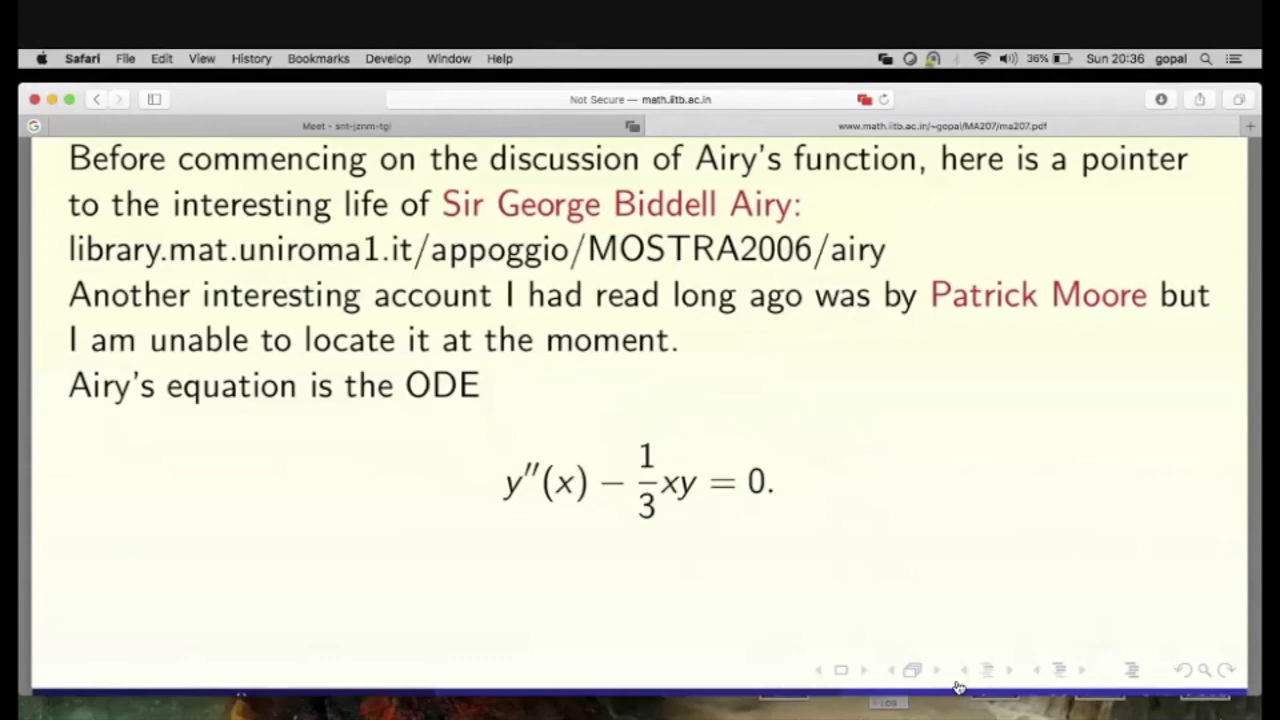 Safari File Edit View History Bookmarks Develop Window Help 36% Sun 20:36 gopal
Not Secure — math.iitb.ac.in
Meet - snt-jznm-tgi www.math.iitb.ac.in/~gopal/MA207/ma207.pdf
Before commencing on the discussion of Airy's function, here is a pointer
to the interesting life of Sir George Biddell Airy:
library.mat.uniroma1.it/appoggio/MOSTRA2006/airy
Another interesting account I had read long ago was by Patrick Moore but
I am unable to locate it at the moment.
Airy's equation is the ODE
y''(x) − 1/3 xy = 0.